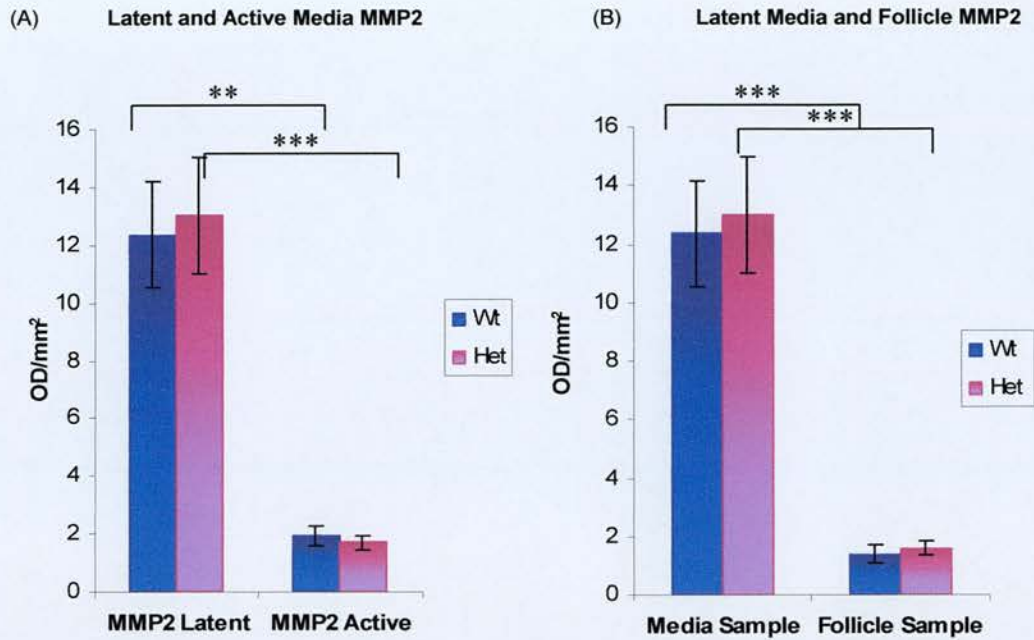 (A) Latent and Active Media MMP2
**
***
16
14
12
10
8
6
4
2
0
OD/mm²
Wt
Het
MMP2 Latent MMP2 Active
(B) Latent Media and Follicle MMP2
***
***
16
14
12
10
8
6
4
2
0
OD/mm²
Wt
Het
Media Sample Follicle Sample